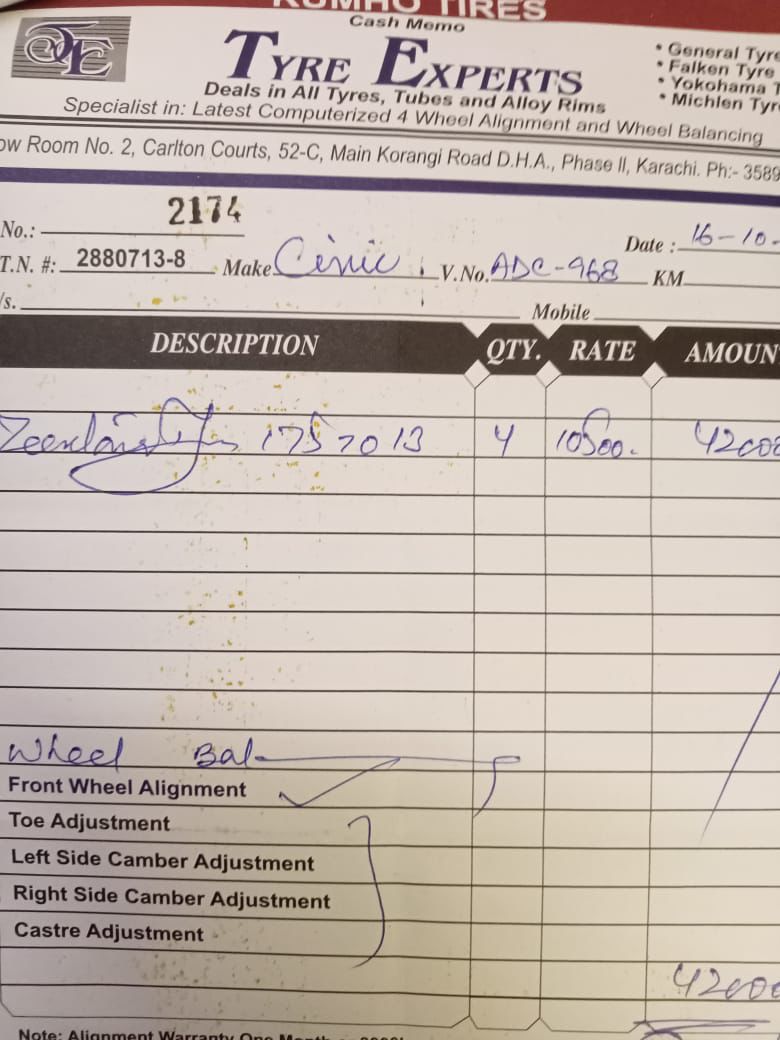 KUMHO TIRES
Cash Memo
TYRE EXPERTS
Deals in All Tyres, Tubes and Alloy Rims
Specialist in: Latest Computerized 4 Wheel Alignment and Wheel Balancing
* General Tyre
* Falken Tyre
* Yokohama T
* Michlen Tyre
ow Room No. 2, Carlton Courts, 52-C, Main Korangi Road D.H.A., Phase II, Karachi. Ph:- 3589
No.: 2174
Date : 16-10-
T.N. #: 2880713-8 Make Civic V.No. ADC-968 KM
/s. Mobile
DESCRIPTION QTY. RATE AMOUN
175 70 13 4 10500. 42000
Wheel Bal
Front Wheel Alignment
Toe Adjustment
Left Side Camber Adjustment
Right Side Camber Adjustment
Castre Adjustment
42000
Note: Alignment Warranty One Month